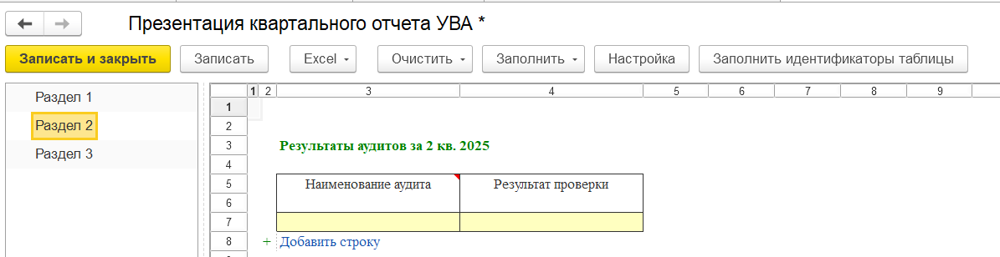 Презентация квартального отчета УВА *
Записать и закрыть Записать Excel Очистить Заполнить Настройка Заполнить идентификаторы таблицы
Раздел 1
Раздел 2
Раздел 3
1 2 3 4 5 6 7 8 9
1
2
3 Результаты аудитов за 2 кв. 2025
4
5 Наименование аудита Результат проверки
6
7
8 + Добавить строку